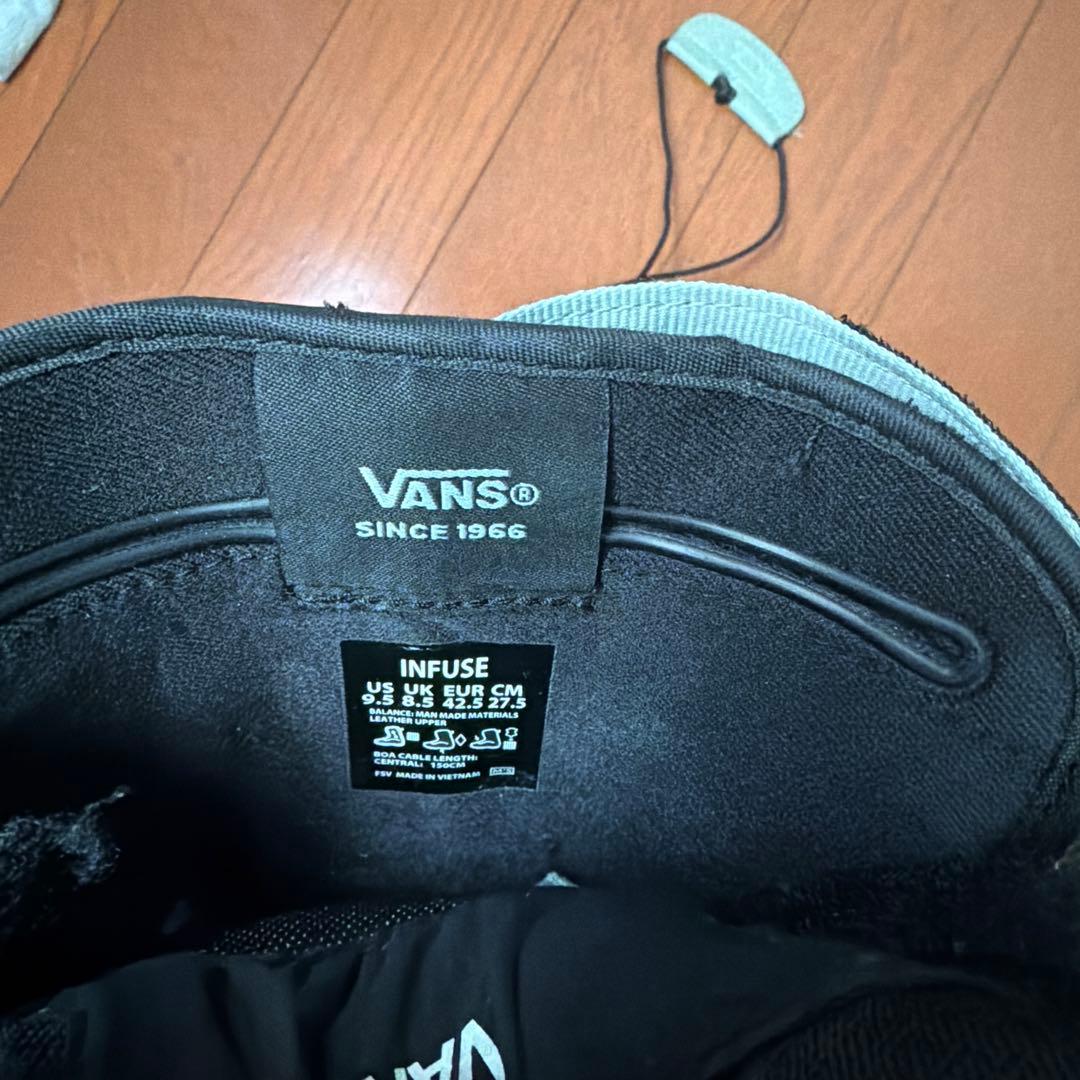 VANS®
SINCE 1966
INFUSE
US UK EUR CM
9.5 8.5 42.5 27.5
BALANCE: MAN MADE MATERIALS
LEATHER UPPER
BOA CABLE LENGTH:
CENTRAL: 150CM
FSV MADE IN VIETNAM
VAN